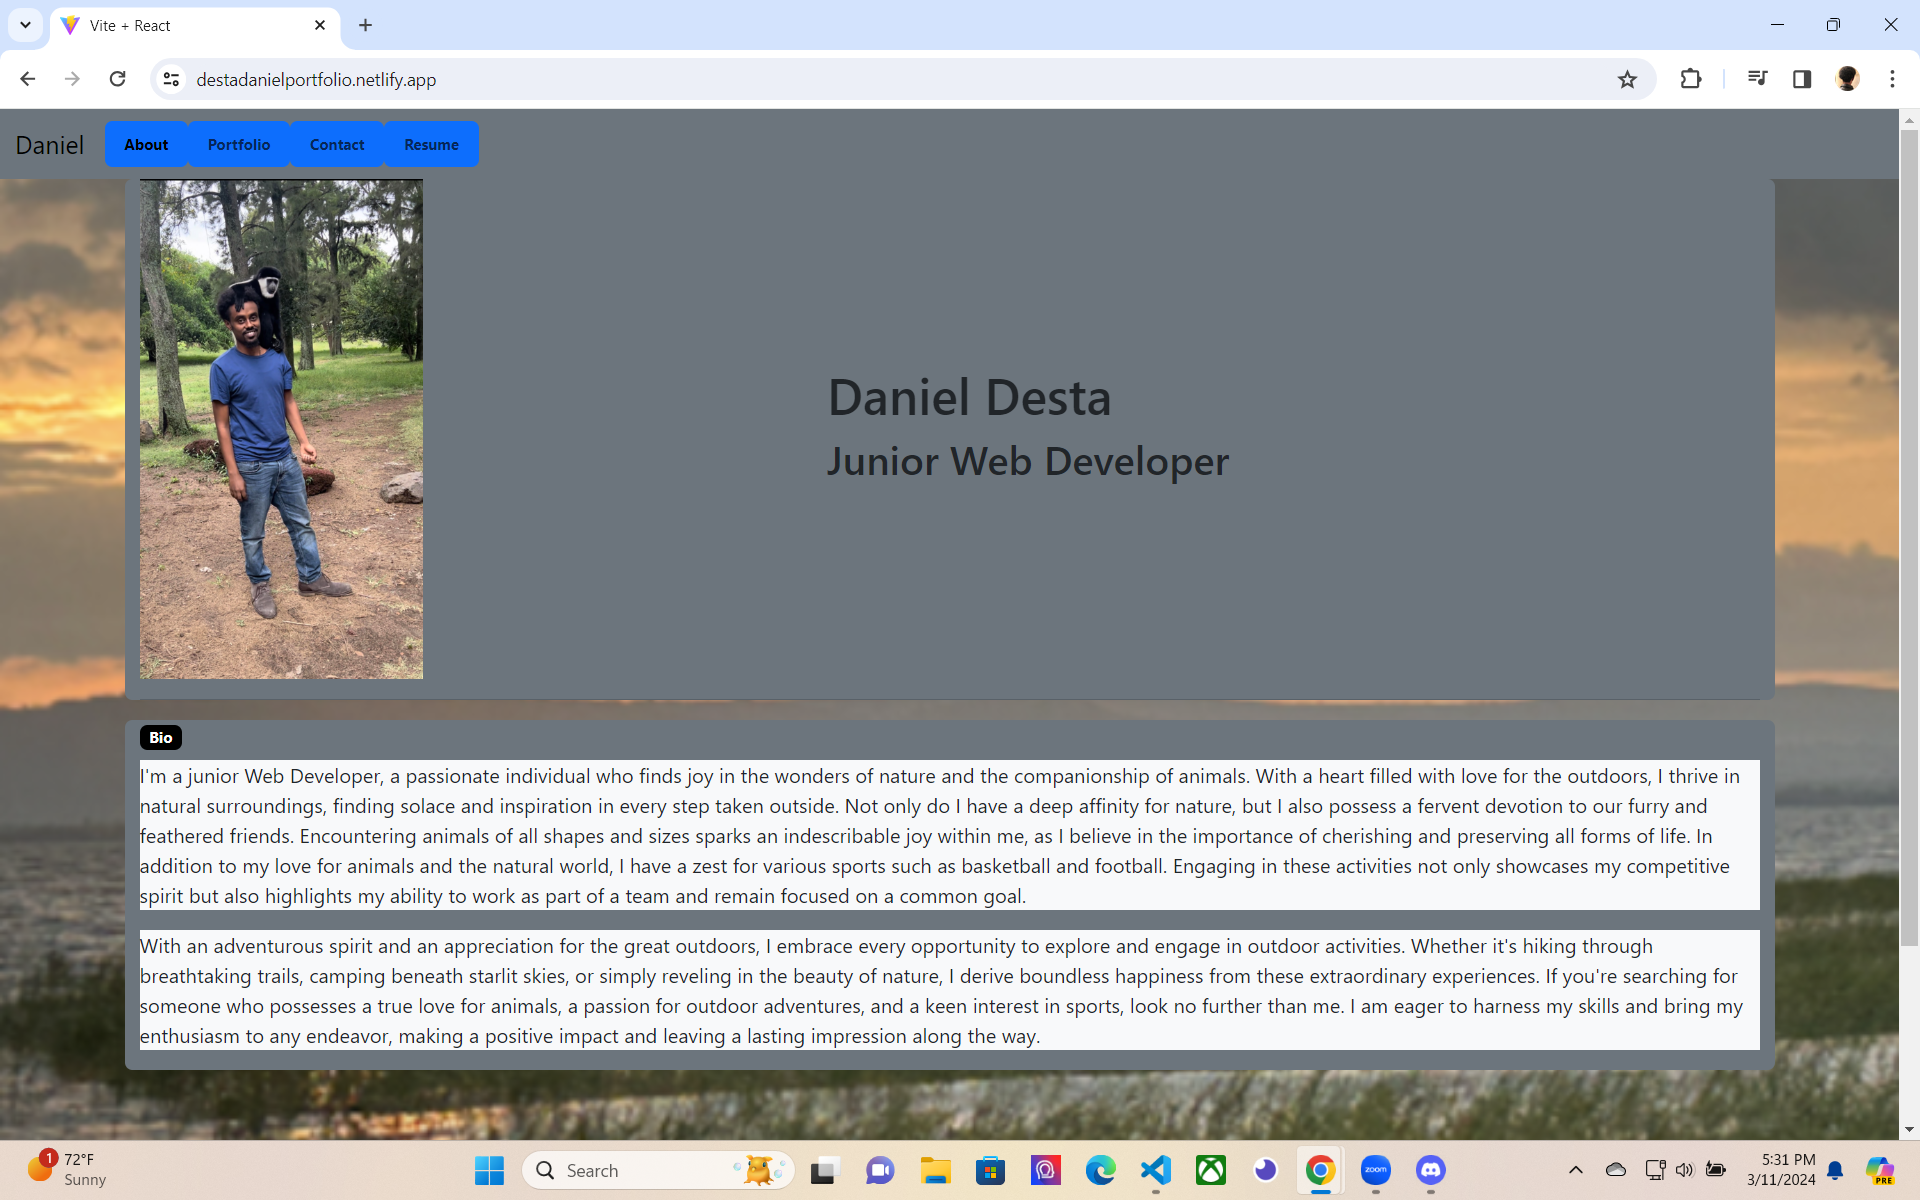 Vite + React
destadanielportfolio.netlify.app
Daniel
About
Portfolio
Contact
Resume
Daniel Desta
Junior Web Developer
Bio
I'm a junior Web Developer, a passionate individual who finds joy in the wonders of nature and the companionship of animals. With a heart filled with love for the outdoors, I thrive in
natural surroundings, finding solace and inspiration in every step taken outside. Not only do I have a deep affinity for nature, but I also possess a fervent devotion to our furry and
feathered friends. Encountering animals of all shapes and sizes sparks an indescribable joy within me, as I believe in the importance of cherishing and preserving all forms of life. In
addition to my love for animals and the natural world, I have a zest for various sports such as basketball and football. Engaging in these activities not only showcases my competitive
spirit but also highlights my ability to work as part of a team and remain focused on a common goal.
With an adventurous spirit and an appreciation for the great outdoors, I embrace every opportunity to explore and engage in outdoor activities. Whether it's hiking through
breathtaking trails, camping beneath starlit skies, or simply reveling in the beauty of nature, I derive boundless happiness from these extraordinary experiences. If you're searching for
someone who possesses a true love for animals, a passion for outdoor adventures, and a keen interest in sports, look no further than me. I am eager to harness my skills and bring my
enthusiasm to any endeavor, making a positive impact and leaving a lasting impression along the way.
1
72°F
Sunny
Search
zoom
5:31 PM
3/11/2024
PRE